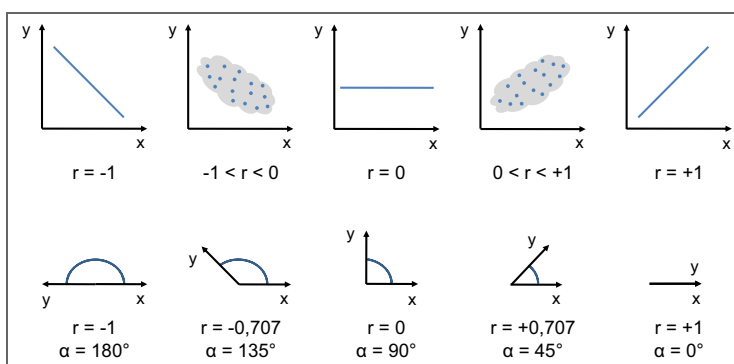 y y y y y
x x x x x
r = -1 -1 < r < 0 r = 0 0 < r < +1 r = +1
y y y y y
x x x x x
r = -1 r = -0,707 r = 0 r = +0,707 r = +1
α = 180° α = 135° α = 90° α = 45° α = 0°